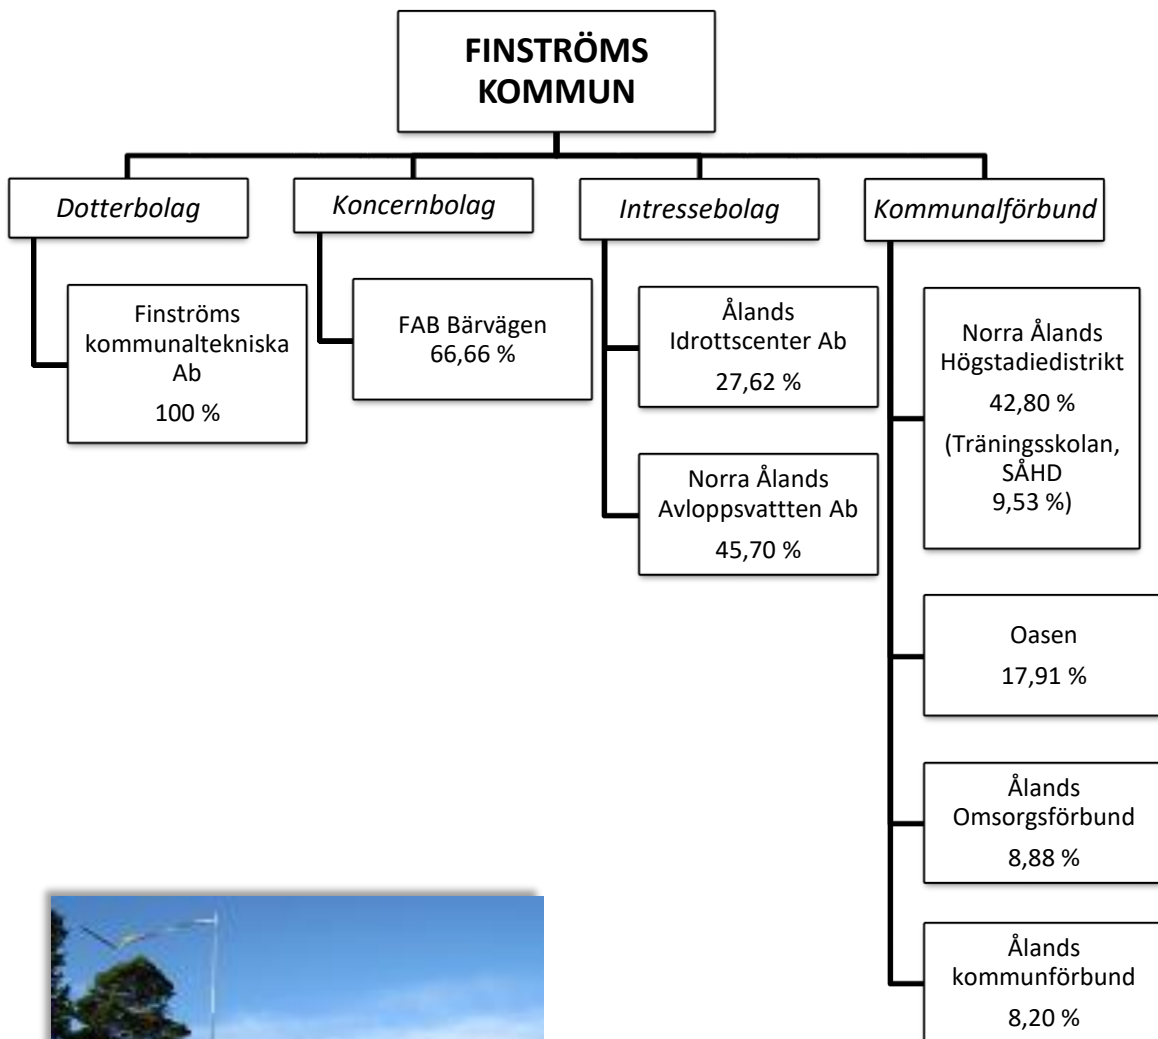 FINSTRÖMS
KOMMUN
Dotterbolag
Finströms
kommunaltekniska
Ab
100 %
Koncernbolag
FAB Bärvägen
66,66 %
Intressebolag
Ålands
Idrottscenter Ab
27,62 %
Norra Ålands
Avloppsvattten Ab
45,70 %
Kommunalförbund
Norra Ålands
Högstadiedistrikt
42,80 %
(Träningsskolan,
SÅHD
9,53 %)
Oasen
17,91 %
Ålands
Omsorgsförbund
8,88 %
Ålands
kommunförbund
8,20 %